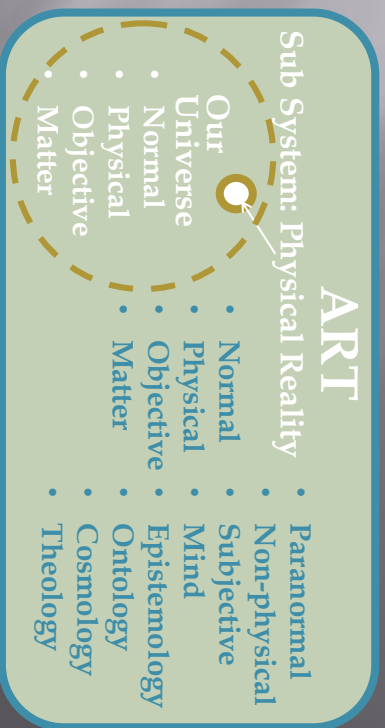 ART
Sub System: Physical Reality
Our
Universe
• Normal
• Physical
• Objective
• Matter
• Normal
• Physical
• Objective
• Matter
• Paranormal
• Non-physical
• Subjective
• Mind
• Epistemology
• Ontology
• Cosmology
• Theology